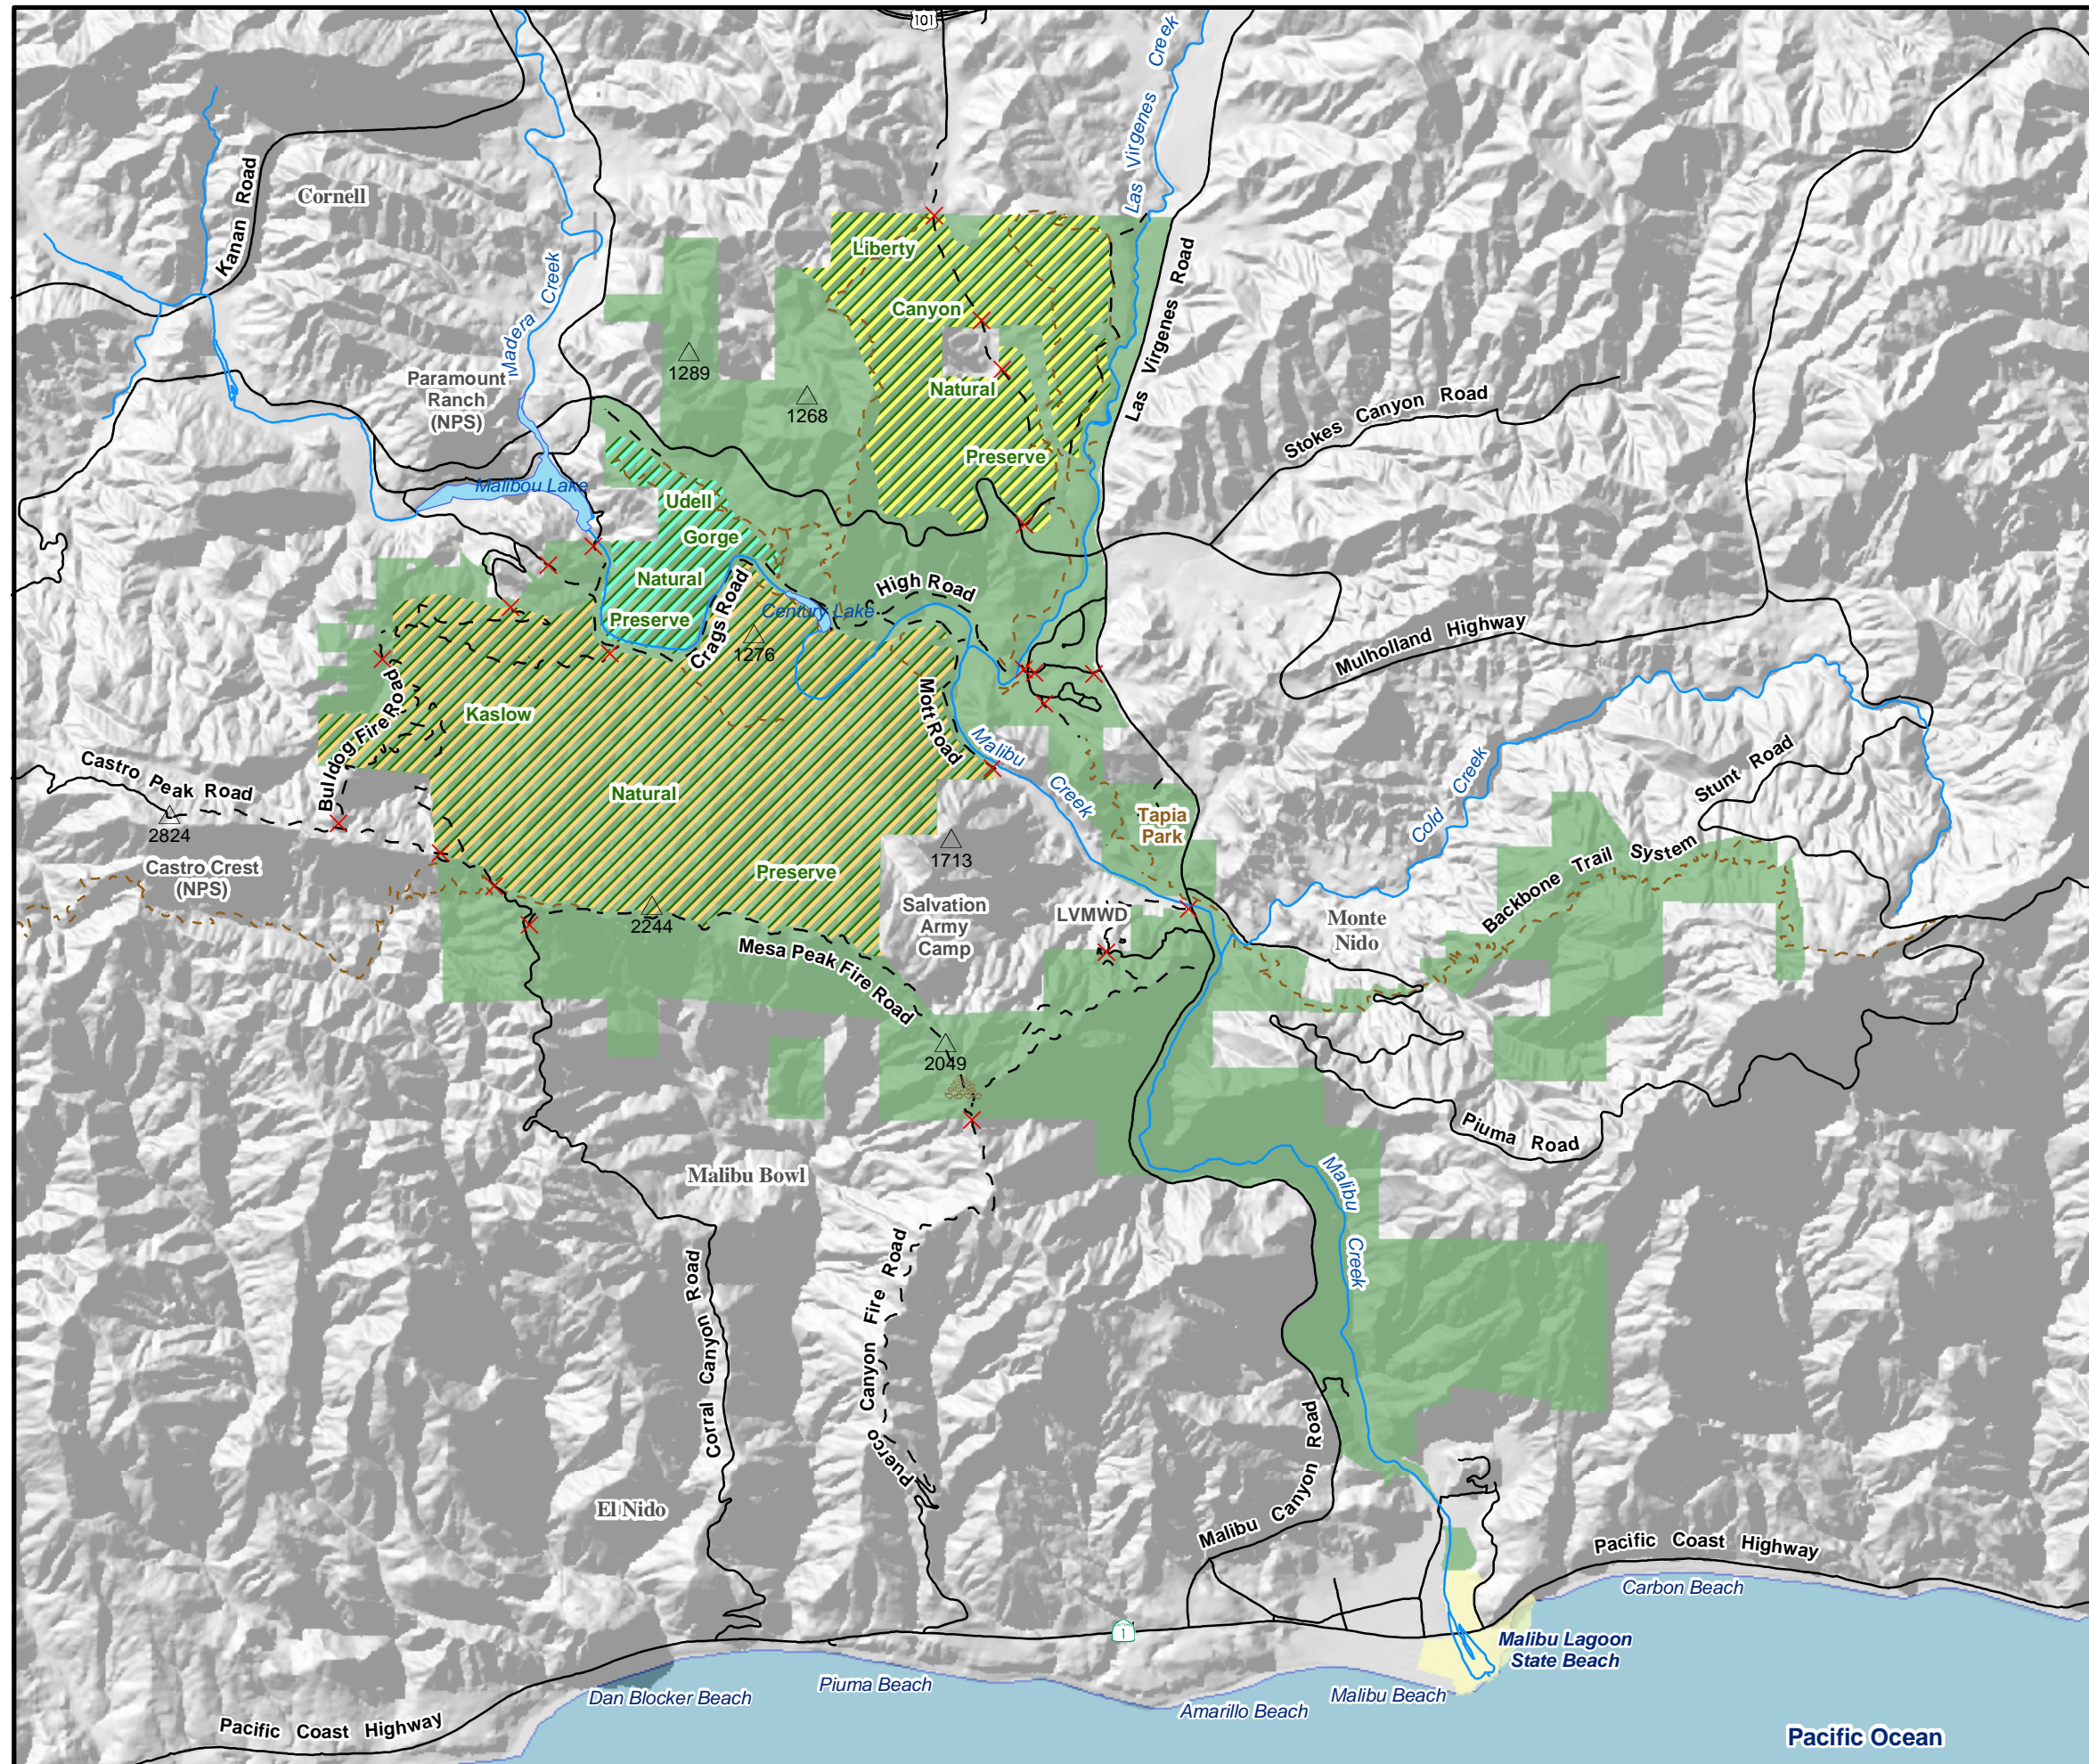 101
Las Virgenes Creek
Cornell
Kanan Road
Madera Creek
Liberty
Canyon
Natural
Preserve
Las Virgenes Road
1289
1268
Paramount
Ranch
(NPS)
Stokes Canyon Road
Malibou Lake
Udell
Gorge
Natural
Preserve
Crags Road
High Road
Century Lake
1276
Mulholland Highway
Kaslow
Natural
Preserve
Mott Road
Malibu Creek
Bulldog Fire Road
Castro Peak Road
2824
Castro Crest
(NPS)
Tapia
Park
1713
Salvation
Army
Camp
LVMWD
Cold Creek
Stunt Road
Backbone Trail System
Monte
Nido
2244
Mesa Peak Fire Road
2049
Piuma Road
Malibu Bowl
Malibu Creek
Corral Canyon Road
Puerco Canyon Fire Road
El Nido
Malibu Canyon Road
Pacific Coast Highway
Carbon Beach
1
Malibu Lagoon
State Beach
Dan Blocker Beach
Piuma Beach
Amarillo Beach
Malibu Beach
Pacific Coast Highway
Pacific Ocean